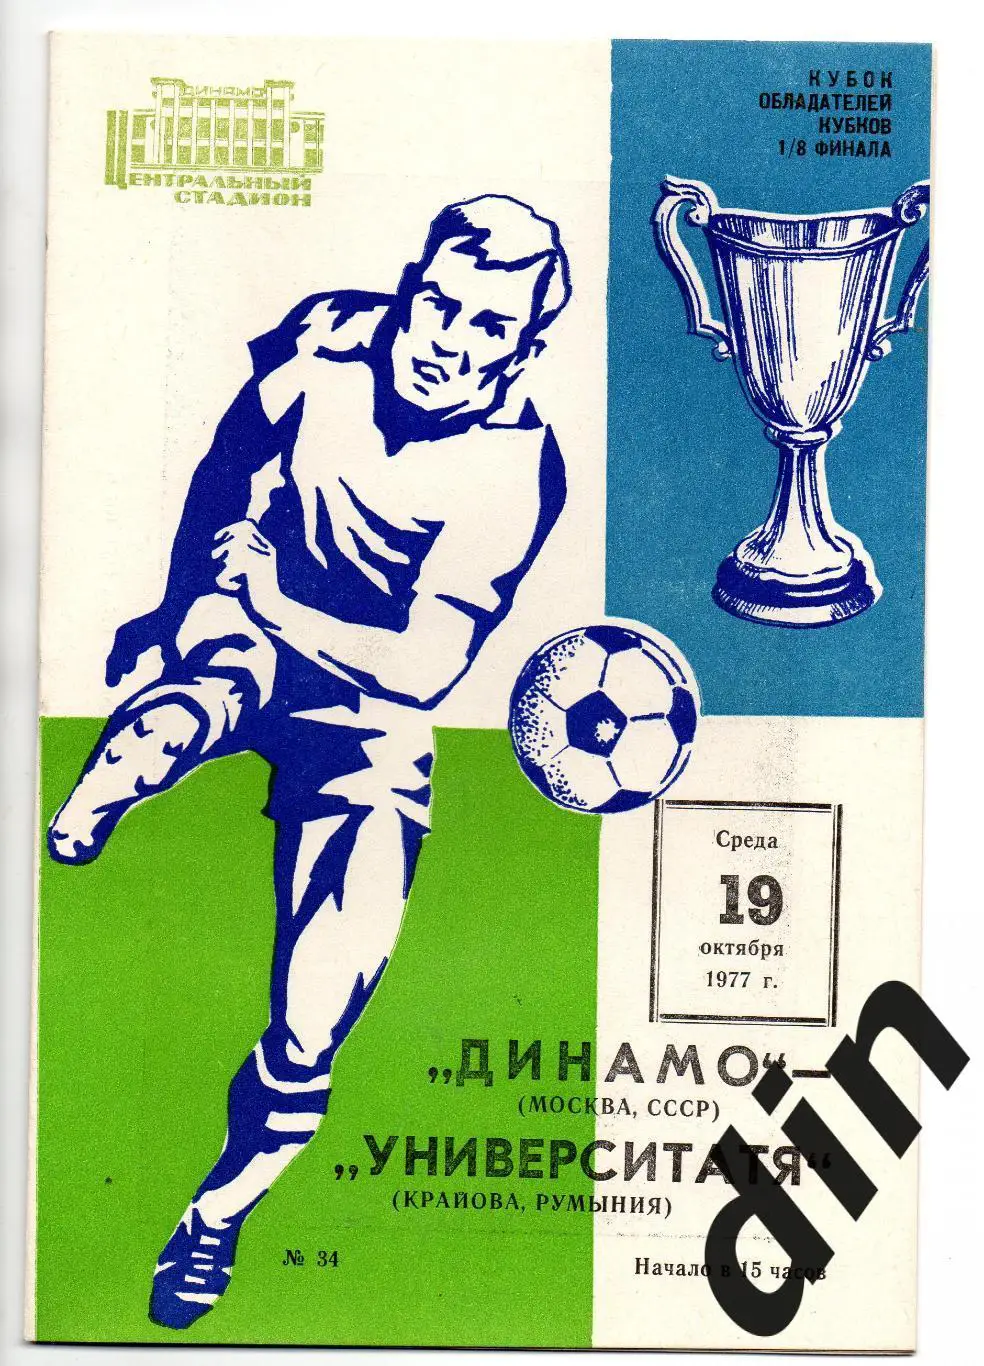 ДИНАМО
ЦЕНТРАЛЬНЫЙ
СТАДИОН
КУБОК
ОБЛАДАТЕЛЕЙ
КУБКОВ
1/8 ФИНАЛА
Среда
19
октября
1977 г.
„ДИНАМО“—
(МОСКВА, СССР)
„УНИВЕРСИТАТЯ“
(КРАЙОВА, РУМЫНИЯ)
№ 34
Начало в 15 часов
din